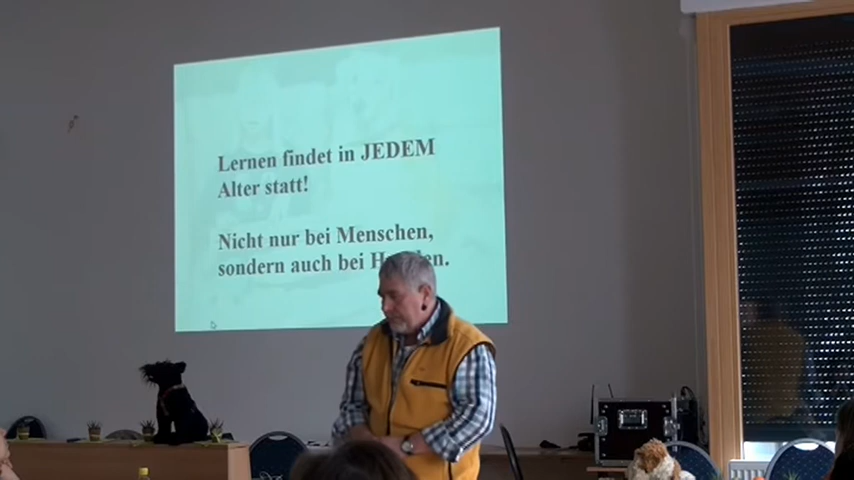 Lernen findet in JEDEM
Alter statt!
Nicht nur bei Menschen,
sondern auch bei